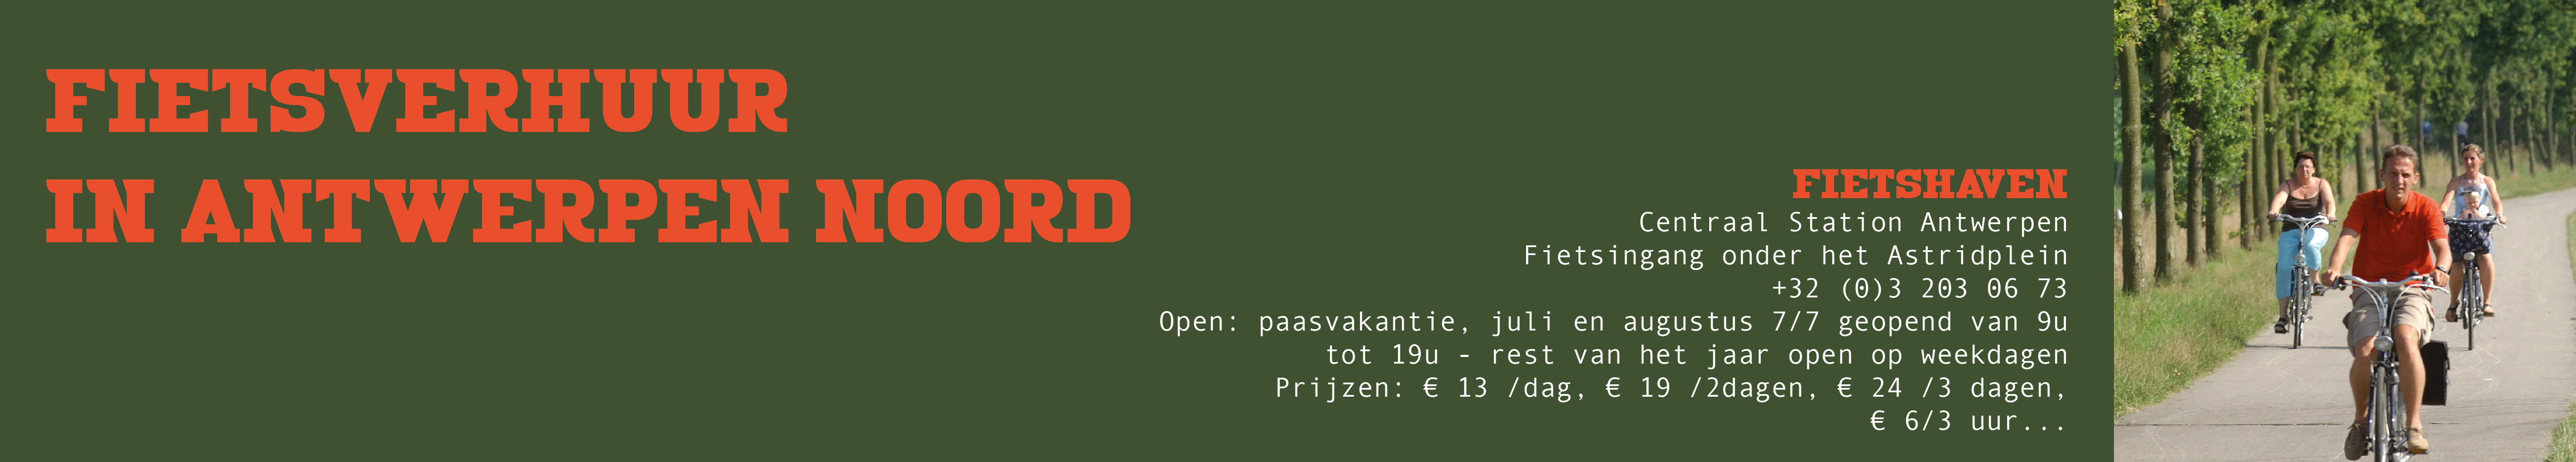 FIETSVERHUUR
IN ANTWERPEN NOORD
FIETSHAVEN
Centraal Station Antwerpen
Fietsingang onder het Astridplein
+32 (0)3 203 06 73
Open: paasvakantie, juli en augustus 7/7 geopend van 9u
tot 19u - rest van het jaar open op weekdagen
Prijzen: € 13 /dag, € 19 /2dagen, € 24 /3 dagen,
€ 6/3 uur...